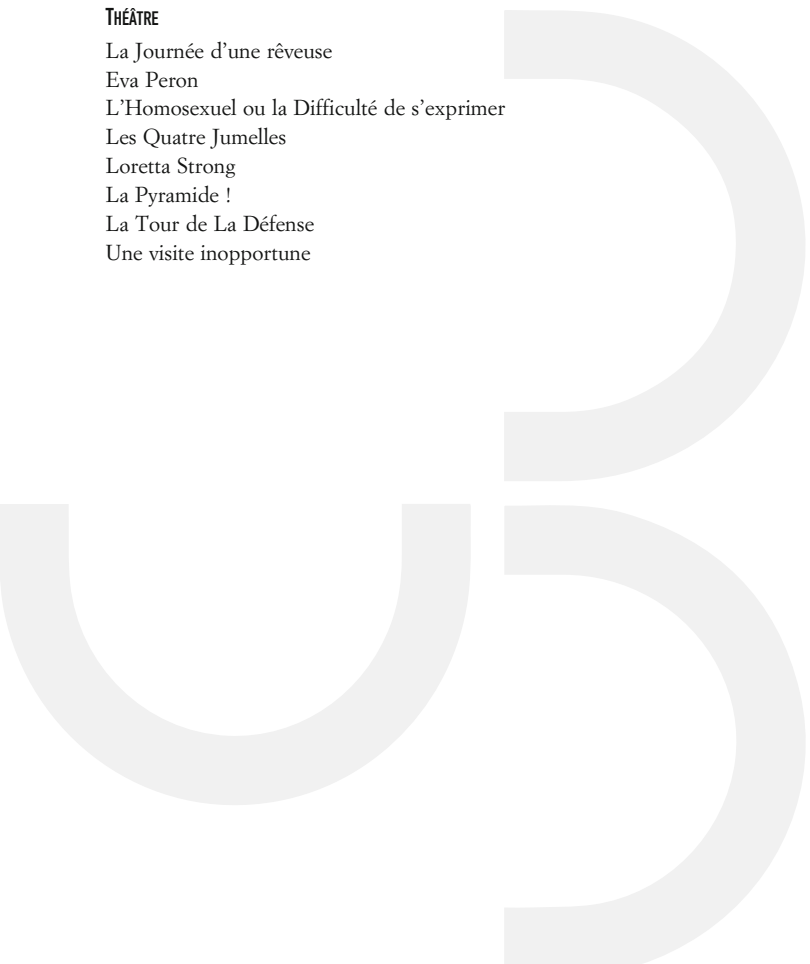 THÉÂTRE
La Journée d'une rêveuse
Eva Peron
L’Homosexuel ou la Difficulté de s’exprimer
Les Quatre Jumelles
Loretta Strong
La Pyramide !
La Tour de La Défense
Une visite inopportune